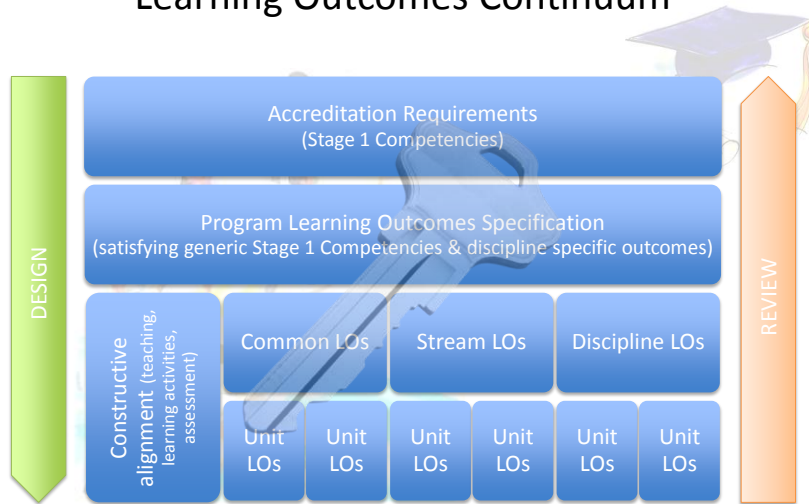 Learning Outcomes Continuum
Accreditation Requirements
(Stage 1 Competencies)
Program Learning Outcomes Specification
(satisfying generic Stage 1 Competencies & discipline specific outcomes)
DESIGN
REVIEW
Constructive
alignment (teaching,
learning activities,
assessment)
Common LOs
Stream LOs
Discipline LOs
Unit
LOs
Unit
LOs
Unit
LOs
Unit
LOs
Unit
LOs
Unit
LOs